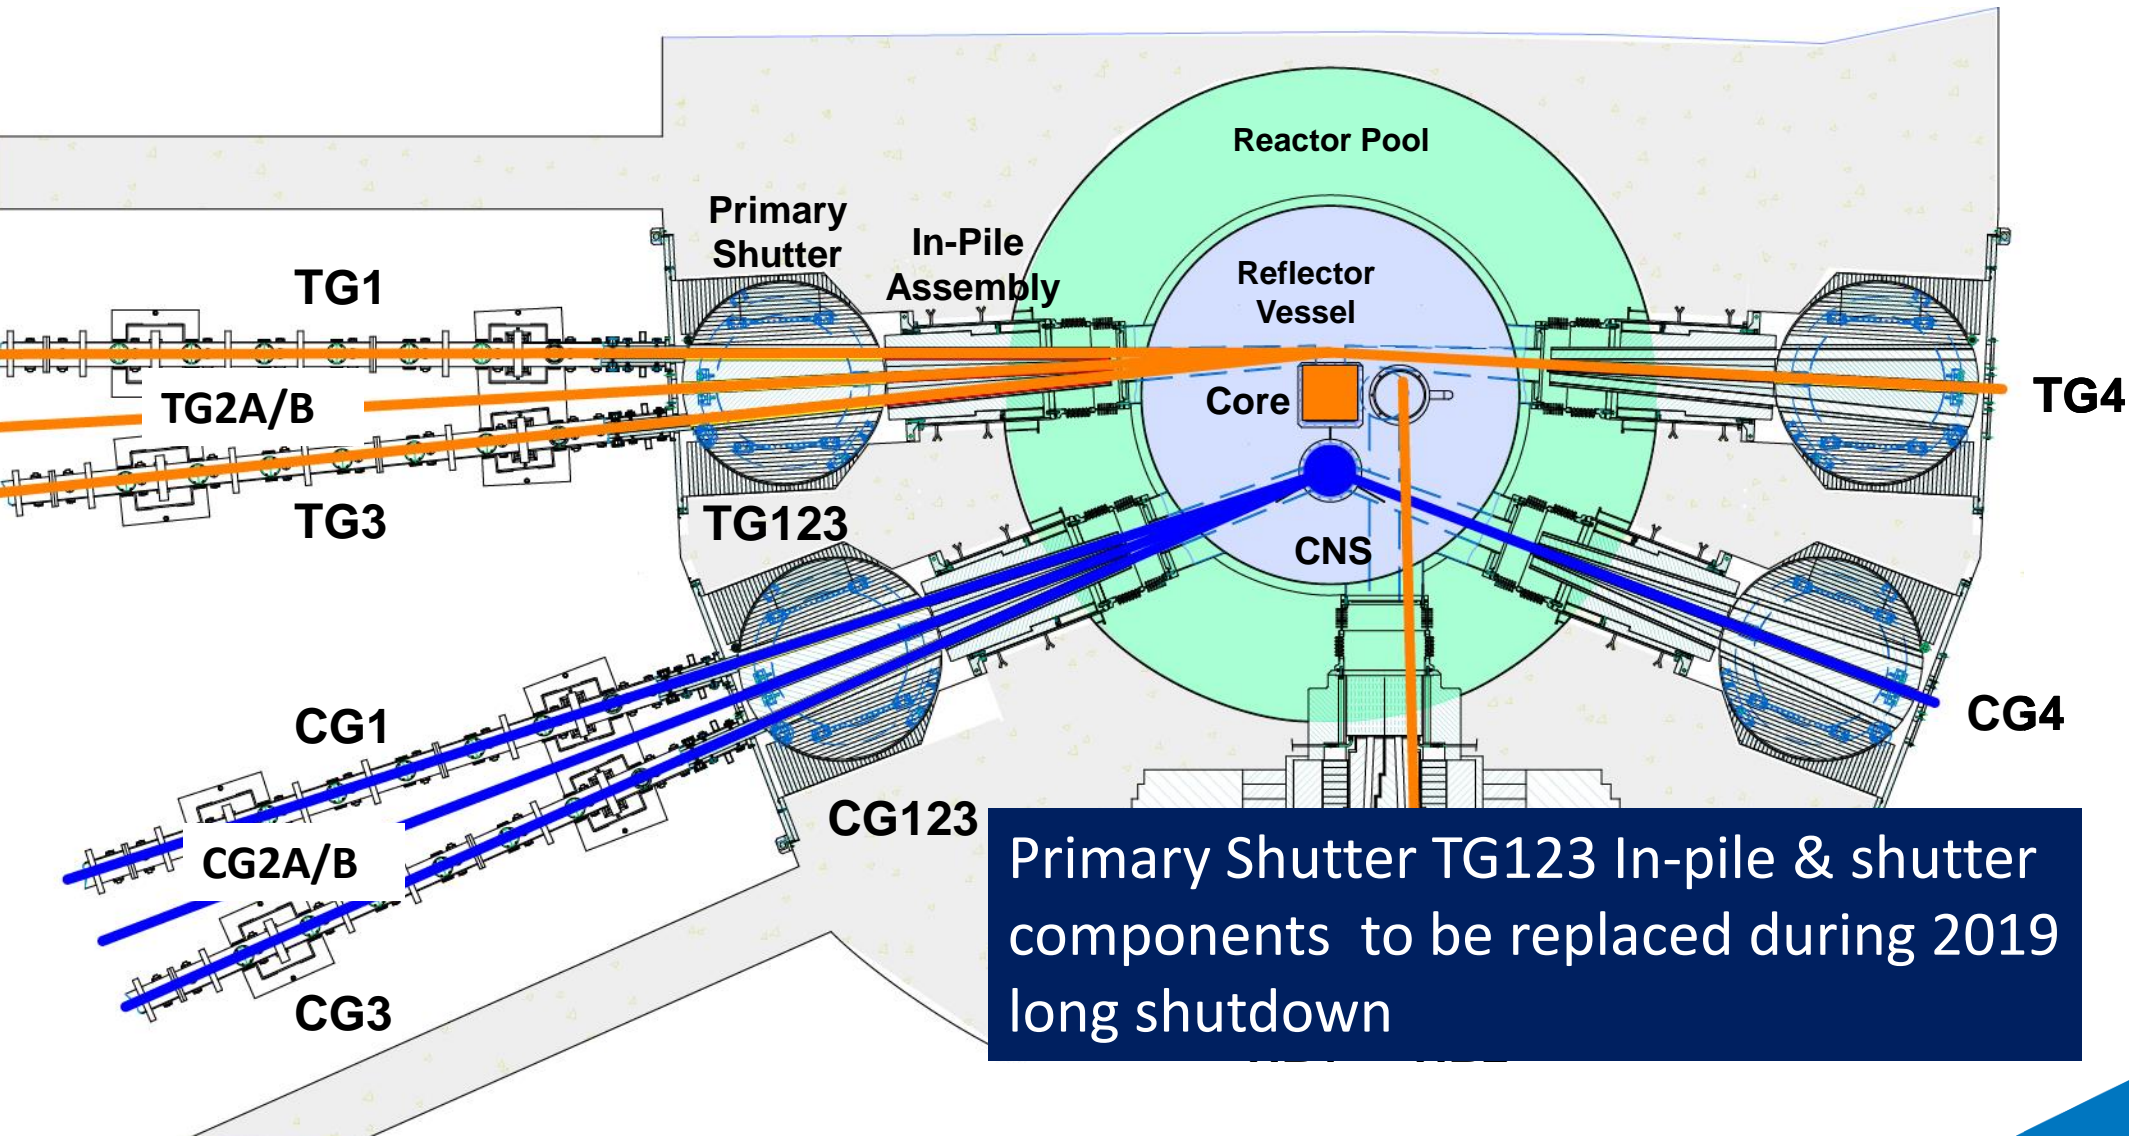 Reactor Pool
Primary
Shutter
In-Pile
Assembly
Reflector
Vessel
TG1
TG2A/B
Core
TG4
TG3
TG123
CNS
CG1
CG4
CG123
CG2A/B
CG3
Primary Shutter TG123 In-pile & shutter
components to be replaced during 2019
long shutdown